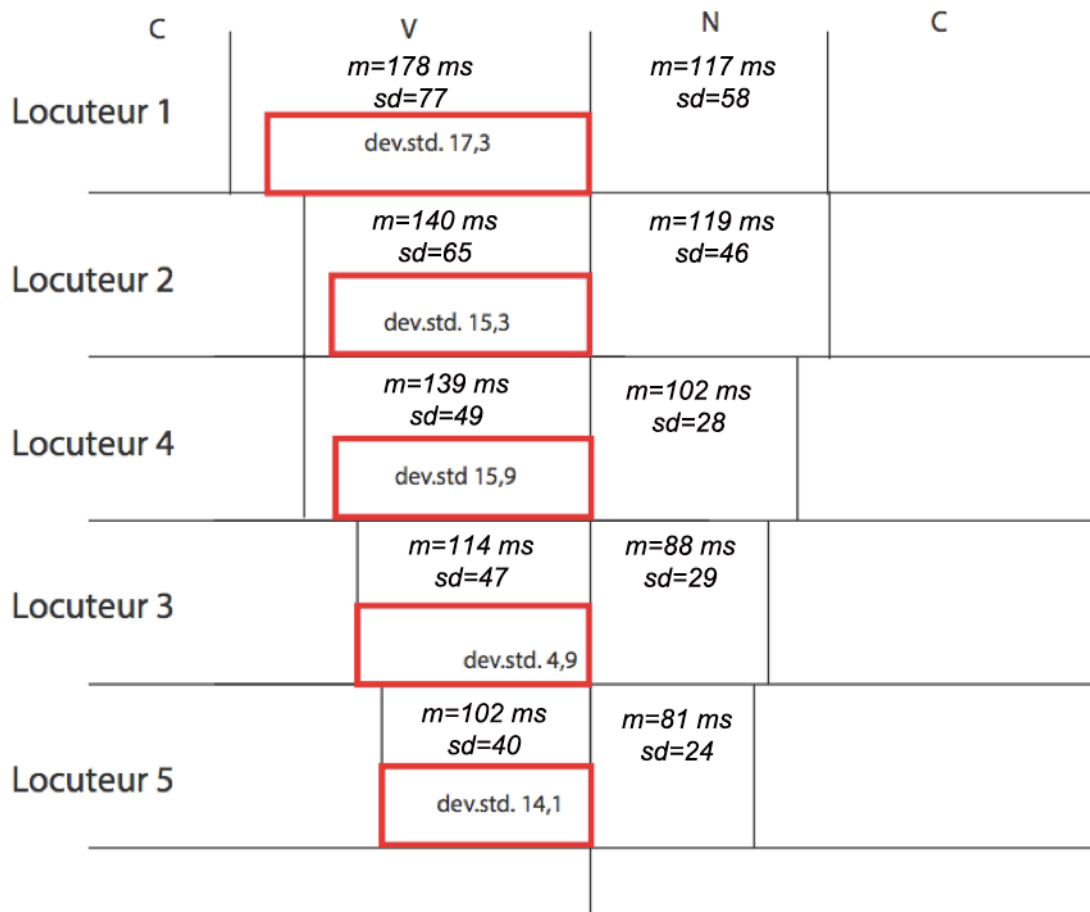 C V N C
m=178 ms m=117 ms
sd=77 sd=58
Locuteur 1
dev.std. 17,3
m=140 ms m=119 ms
sd=65 sd=46
Locuteur 2
dev.std. 15,3
m=139 ms m=102 ms
sd=49 sd=28
Locuteur 4
dev.std 15,9
m=114 ms m=88 ms
sd=47 sd=29
Locuteur 3
dev.std. 4,9
m=102 ms m=81 ms
sd=40 sd=24
Locuteur 5
dev.std. 14,1